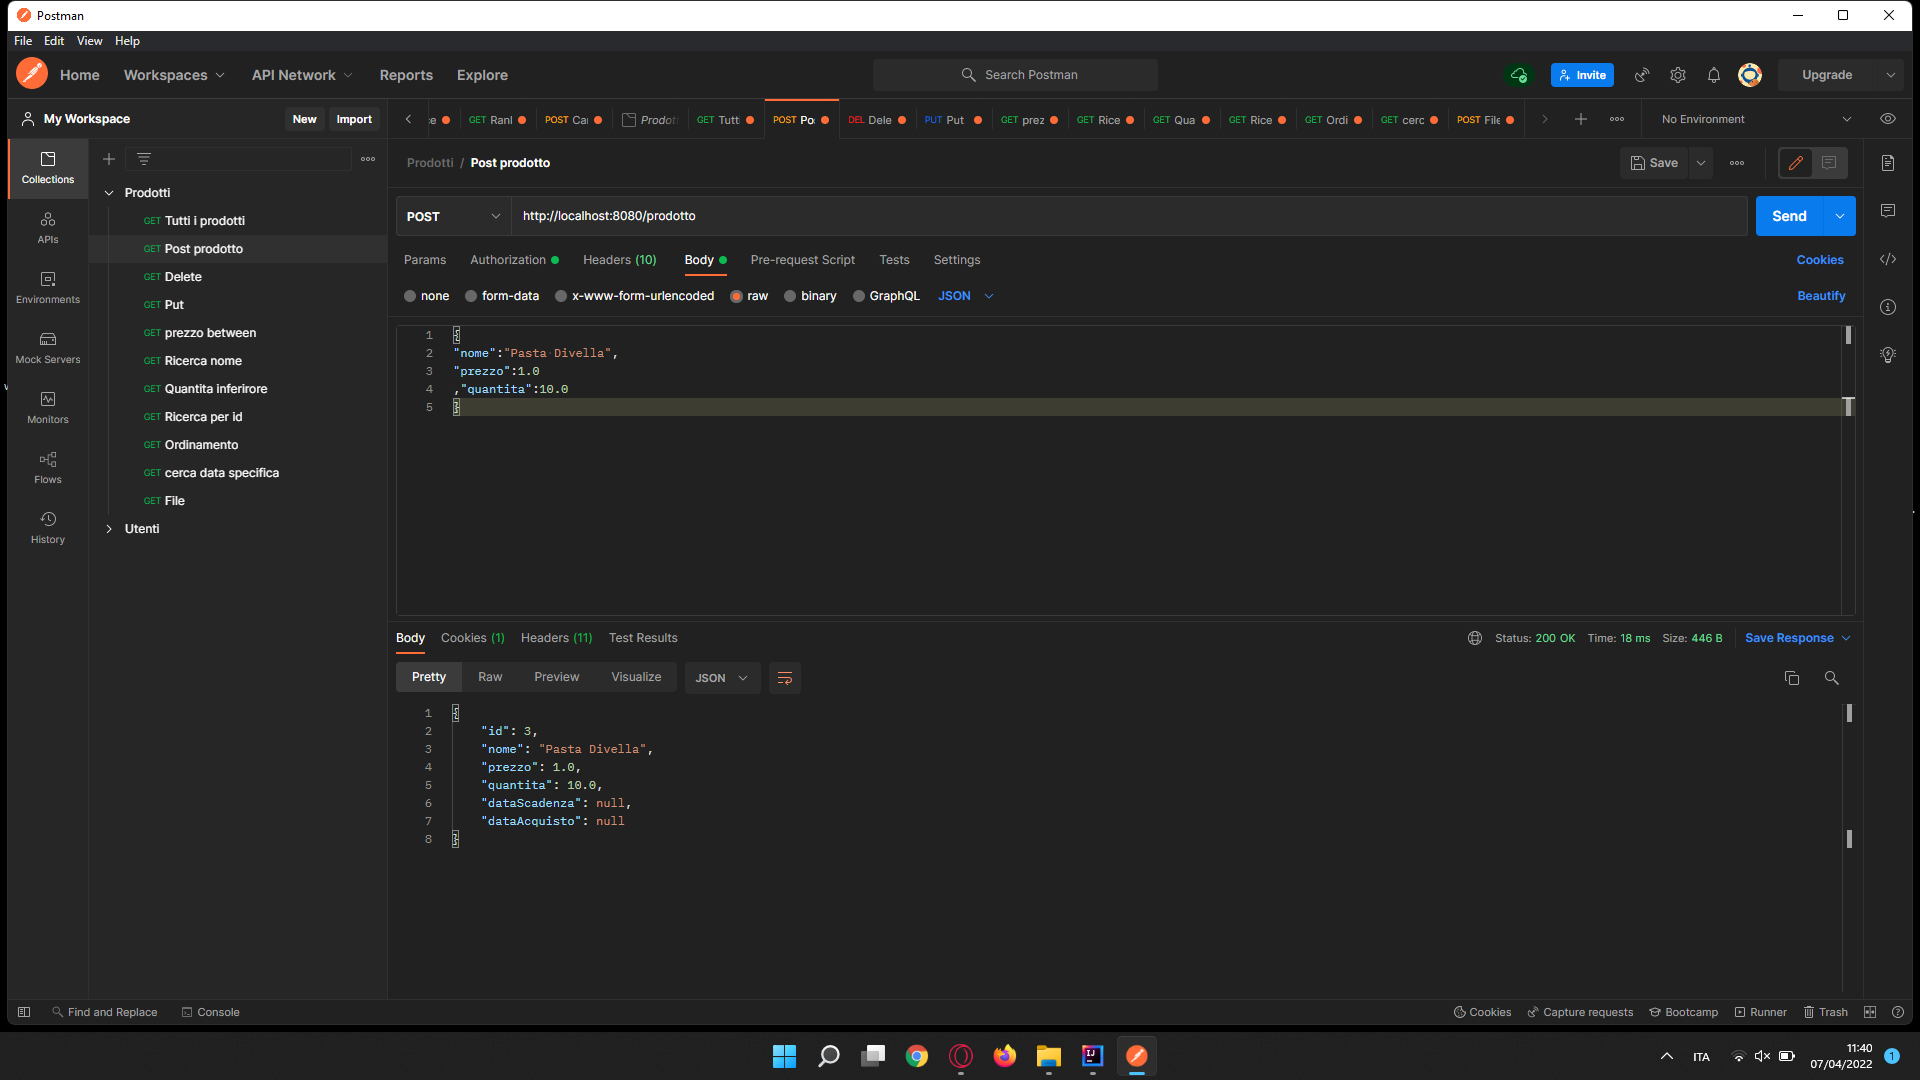 Postman
File Edit View Help
Home Workspaces API Network Reports Explore
Search Postman
Invite
Upgrade
My Workspace
New Import
GET Ranl
POST Car
Prodott
GET Tutti
POST Pos
DEL Dele
PUT Put
GET prez
GET Rice
GET Qua
GET Rice
GET Ordi
GET cerc
POST File
No Environment
Collections
APIs
Environments
Mock Servers
Monitors
Flows
History
Prodotti
GET Tutti i prodotti
GET Post prodotto
GET Delete
GET Put
GET prezzo between
GET Ricerca nome
GET Quantita inferirore
GET Ricerca per id
GET Ordinamento
GET cerca data specifica
GET File
Utenti
Prodotti / Post prodotto
Save
POST http://localhost:8080/prodotto
Send
Params Authorization Headers (10) Body Pre-request Script Tests Settings
Cookies
none form-data x-www-form-urlencoded raw binary GraphQL JSON
Beautify
1 {
2 "nome":"Pasta Divella",
3 "prezzo":1.0
4 ,"quantita":10.0
5 }
Body Cookies (1) Headers (11) Test Results
Status: 200 OK Time: 18 ms Size: 446 B Save Response
Pretty Raw Preview Visualize JSON
1 {
2 "id": 3,
3 "nome": "Pasta Divella",
4 "prezzo": 1.0,
5 "quantita": 10.0,
6 "dataScadenza": null,
7 "dataAcquisto": null
8 }
Find and Replace Console
Cookies Capture requests Bootcamp Runner Trash
ITA
11:40
07/04/2022
1